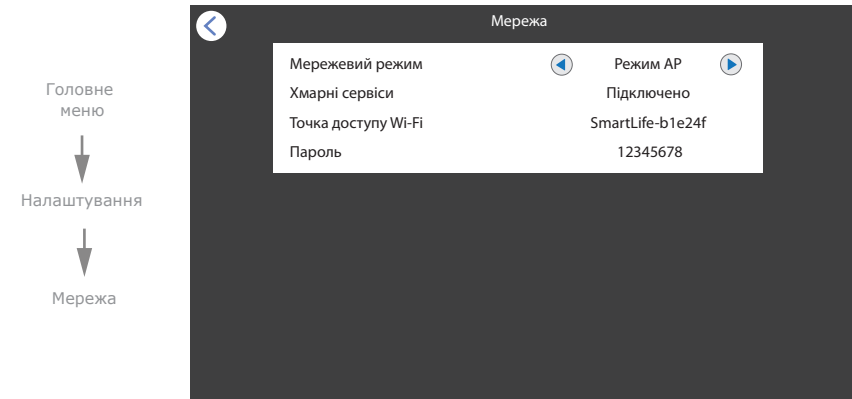 Головне
меню
Налаштування
Мережа
Мережа
Мережевий режим Режим AP
Хмарні сервіси Підключено
Точка доступу Wi-Fi SmartLife-b1e24f
Пароль 12345678